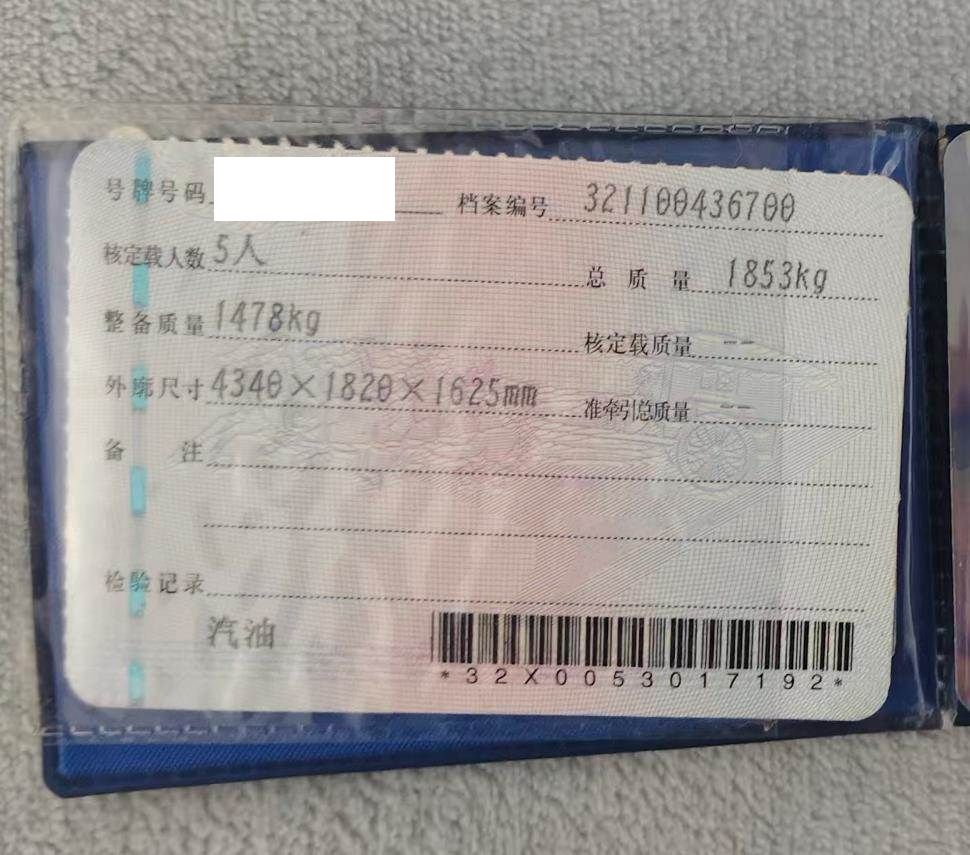 号牌号码 档案编号 321100436700
核定载人数 5人 总质量 1853kg
整备质量 1478kg 核定载质量 --
外廓尺寸 4340×1820×1625mm 准牵引总质量 --
备注
检验记录
汽油
*32X0053017192*